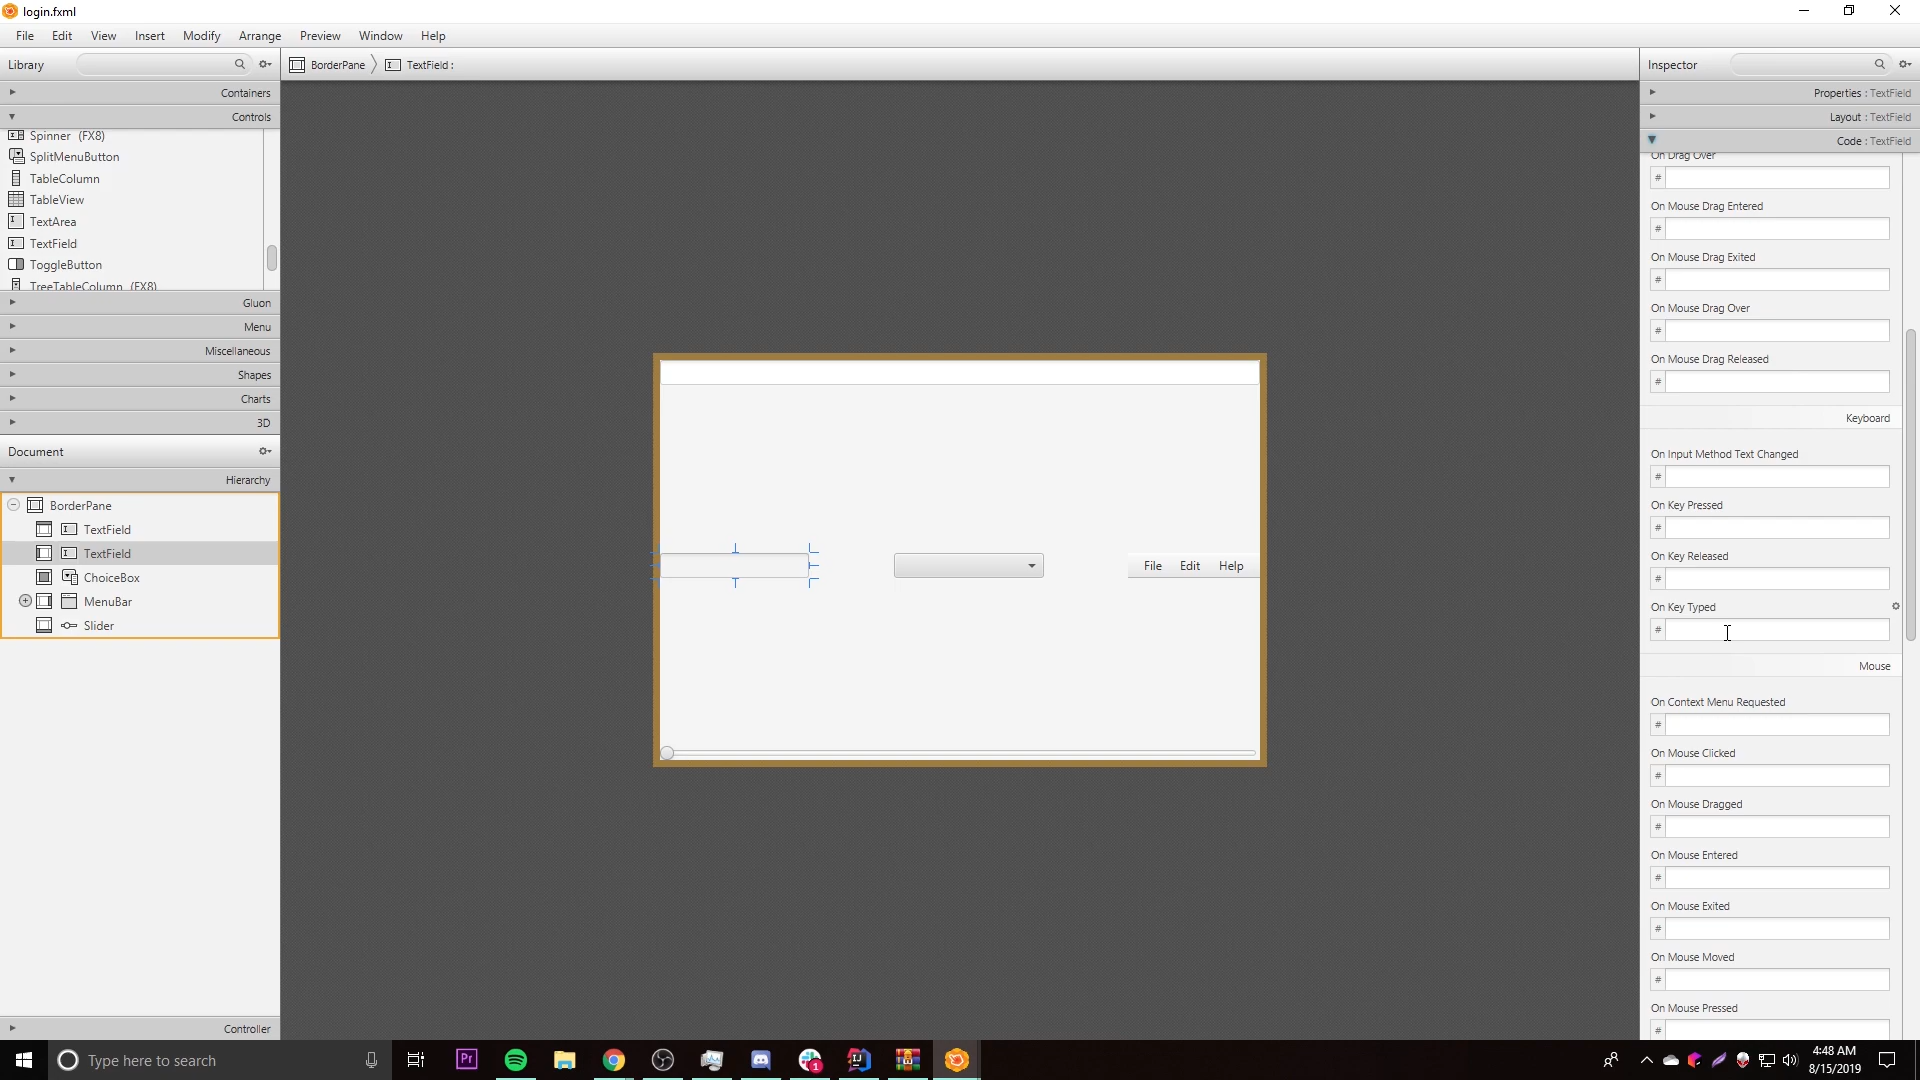 login.fxml
File Edit View Insert Modify Arrange Preview Window Help
Library
BorderPane TextField :
Inspector
Containers
Controls
Spinner (FX8)
SplitMenuButton
TableColumn
TableView
TextArea
TextField
ToggleButton
TreeTableColumn (FX8)
Gluon
Menu
Miscellaneous
Shapes
Charts
3D
Document
Hierarchy
BorderPane
TextField
TextField
ChoiceBox
MenuBar
Slider
Controller
File Edit Help
Properties : TextField
Layout : TextField
Code : TextField
On Drag Over
#
On Mouse Drag Entered
#
On Mouse Drag Exited
#
On Mouse Drag Over
#
On Mouse Drag Released
#
Keyboard
On Input Method Text Changed
#
On Key Pressed
#
On Key Released
#
On Key Typed
#
Mouse
On Context Menu Requested
#
On Mouse Clicked
#
On Mouse Dragged
#
On Mouse Entered
#
On Mouse Exited
#
On Mouse Moved
#
On Mouse Pressed
#
Type here to search
Pr
IJ
1
4:48 AM
8/15/2019